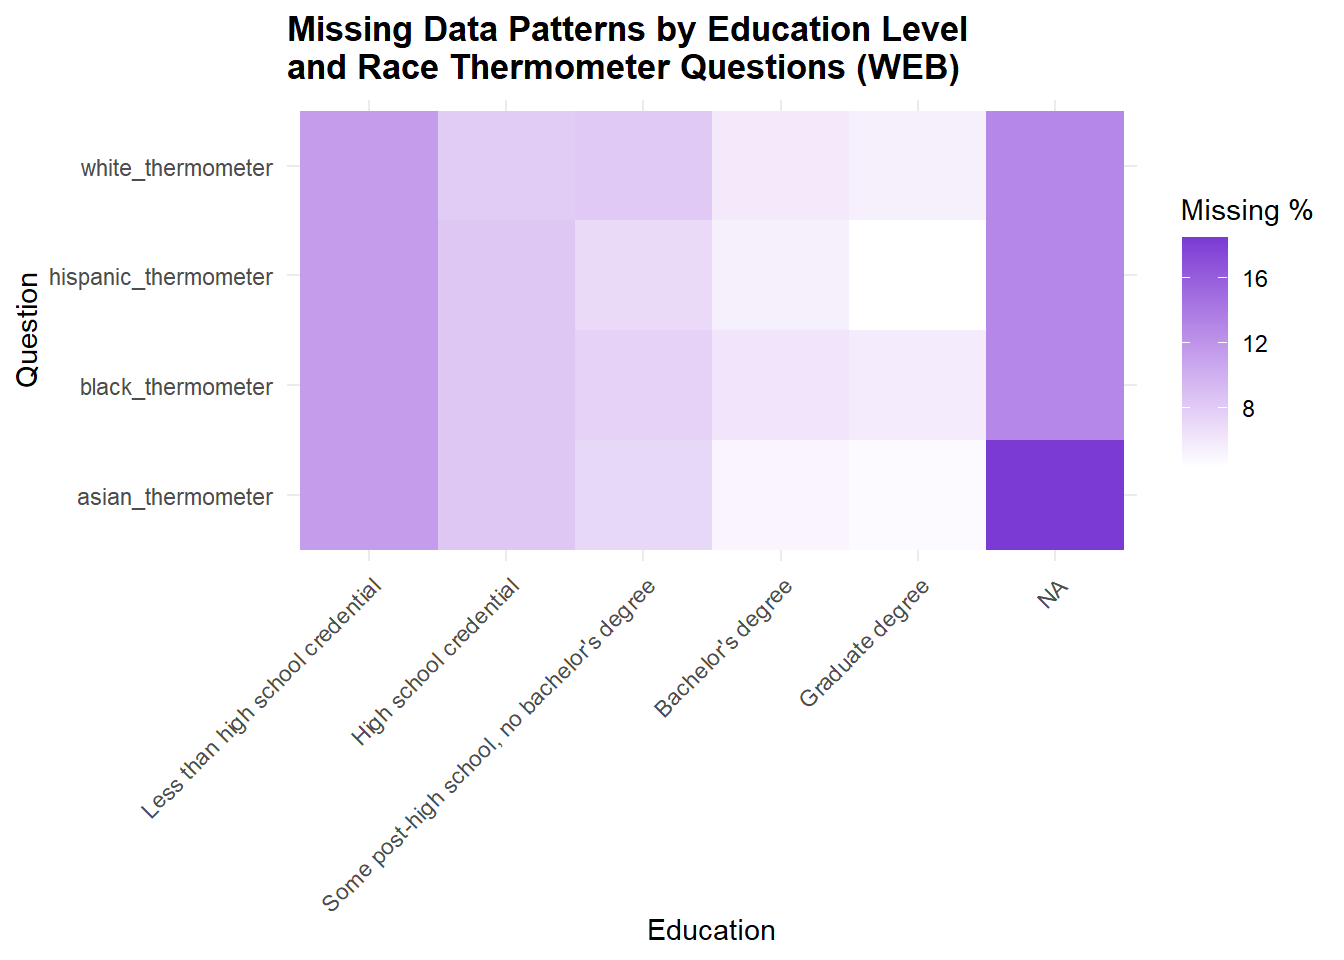 Missing Data Patterns by Education Level
and Race Thermometer Questions (WEB)
white_thermometer
hispanic_thermometer
black_thermometer
asian_thermometer
Question
Less than high school credential
High school credential
Some post-high school, no bachelor's degree
Bachelor's degree
Graduate degree
NA
Education
Missing %
16
12
8